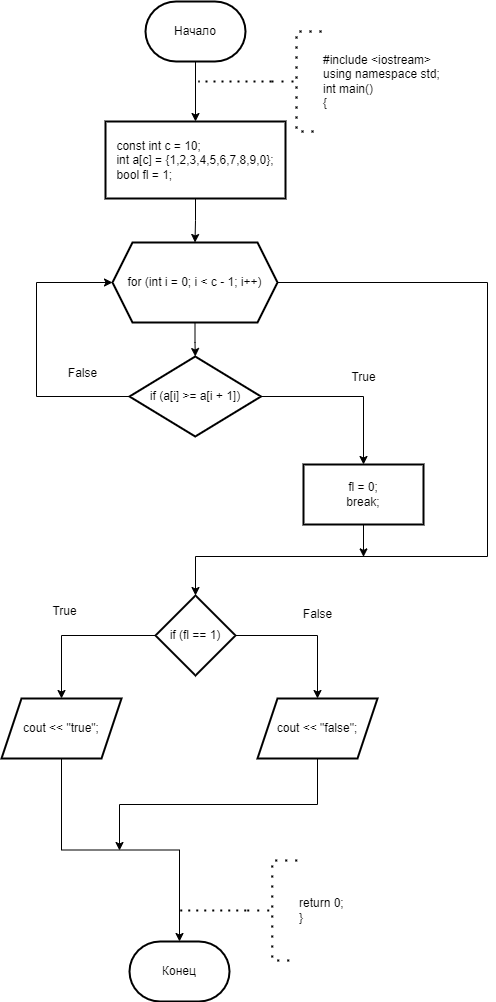 Начало
#include <iostream>
using namespace std;
int main()
{
const int c = 10;
int a[c] = {1,2,3,4,5,6,7,8,9,0};
bool fl = 1;
for (int i = 0; i < c - 1; i++)
False
if (a[i] >= a[i + 1])
True
fl = 0;
break;
True
if (fl == 1)
False
cout << "true";
cout << "false";
return 0;
}
Конец